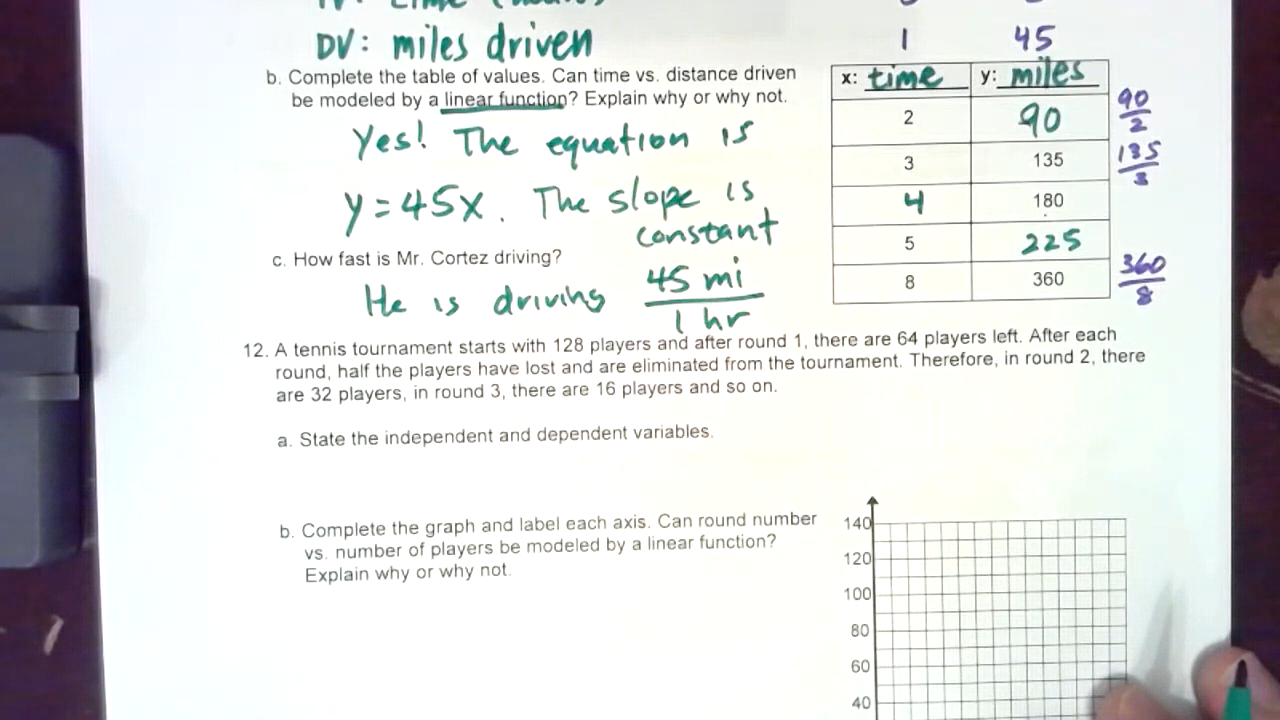 DV: miles driven
1 45
b. Complete the table of values. Can time vs. distance driven
be modeled by a linear function? Explain why or why not.
Yes! The equation is
y = 45x. The slope is
constant
x: time y: miles
2 90 90/2
3 135 135/3
4 180
5 225
8 360 360/8
c. How fast is Mr. Cortez driving?
He is driving 45 mi / 1 hr
12. A tennis tournament starts with 128 players and after round 1, there are 64 players left. After each
round, half the players have lost and are eliminated from the tournament. Therefore, in round 2, there
are 32 players, in round 3, there are 16 players and so on.
a. State the independent and dependent variables.
b. Complete the graph and label each axis. Can round number
vs. number of players be modeled by a linear function?
Explain why or why not.
140
120
100
80
60
40